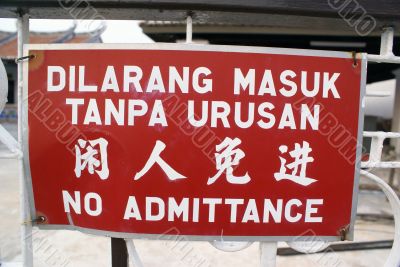 DILARANG MASUK
TANPA URUSAN
闲人免进
NO ADMITTANCE